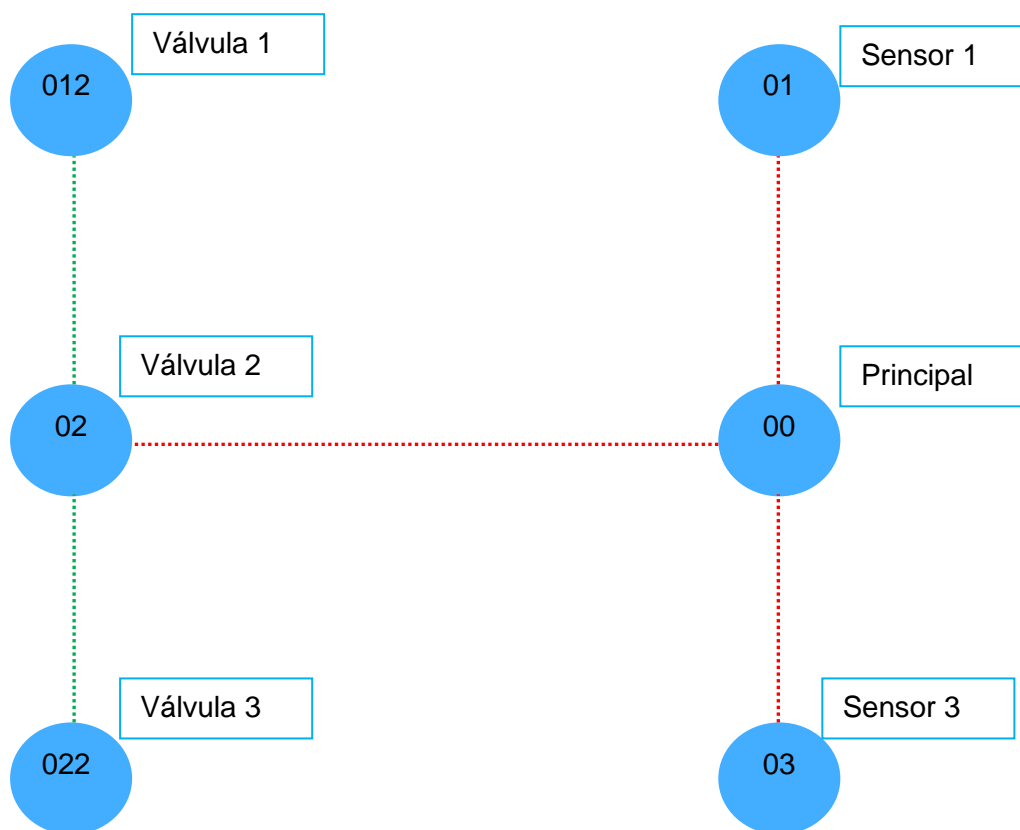 Válvula 1
012
Sensor 1
01
Válvula 2
02
Principal
00
Válvula 3
022
Sensor 3
03